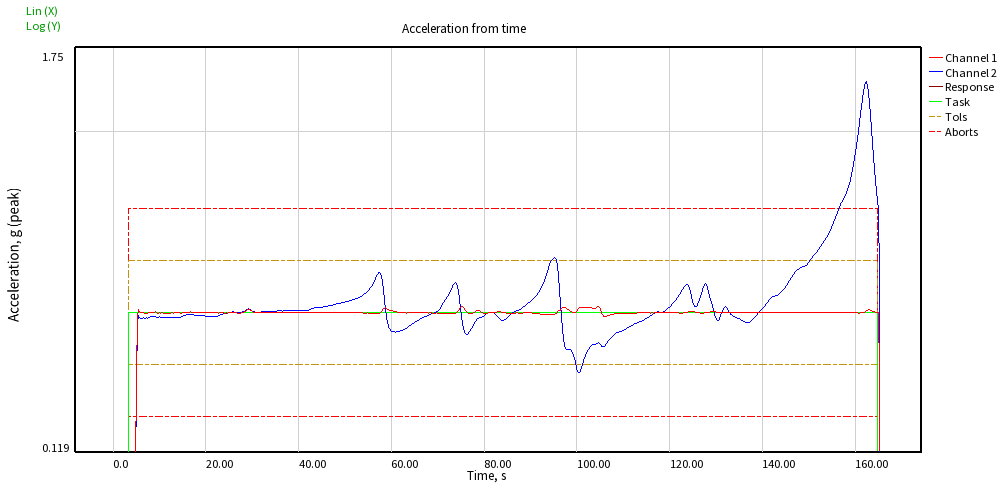 Lin (X)
Log (Y)
Acceleration from time
1.75
Acceleration, g (peak)
0.119
0.0 20.00 40.00 60.00 80.00 100.00 120.00 140.00 160.00
Time, s
Channel 1
Channel 2
Response
Task
Tols
Aborts